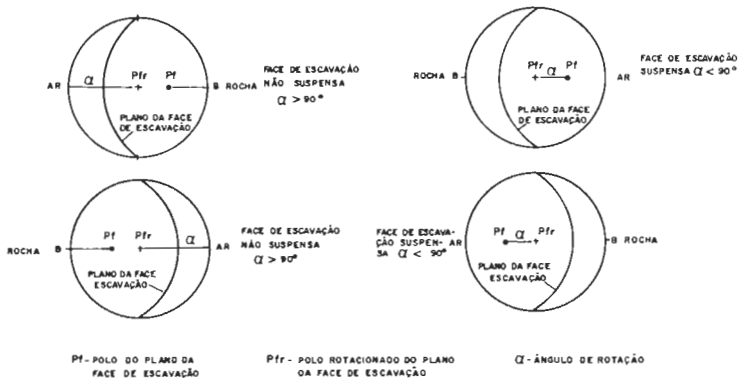 AR
α
Pfr
Pf
B ROCHA
FACE DE ESCAVAÇÃO
NÃO SUSPENSA
α > 90°
PLANO DA FACE
DE ESCAVAÇÃO
ROCHA B
Pfr
Pf
α
AR
FACE DE ESCAVAÇÃO
SUSPENSA α < 90°
PLANO DA FACE
DE ESCAVAÇÃO
ROCHA
B
Pf
Pfr
α
AR
FACE DE ESCAVAÇÃO
NÃO SUSPENSA
α > 90°
PLANO DA FACE
ESCAVAÇÃO
FACE DE ESCAVA-
ÇÃO SUSPEN- AR
SA α < 90°
Pf
α
Pfr
B ROCHA
PLANO DA FACE
ESCAVAÇÃO
Pf - POLO DO PLANO DA
FACE DE ESCAVAÇÃO
Pfr - POLO ROTACIONADO DO PLANO
DA FACE DE ESCAVAÇÃO
α - ÂNGULO DE ROTAÇÃO